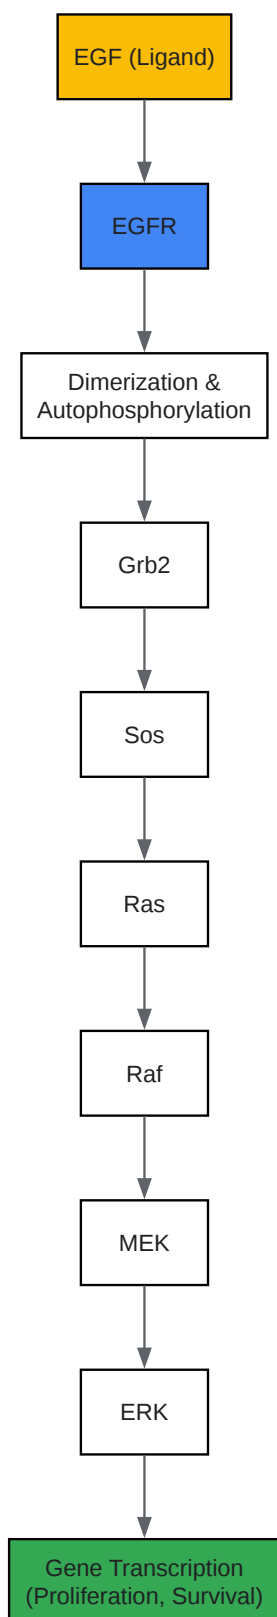 EGF (Ligand)
EGFR
Dimerization &
Autophosphorylation
Grb2
Sos
Ras
Raf
MEK
ERK
Gene Transcription
(Proliferation, Survival)